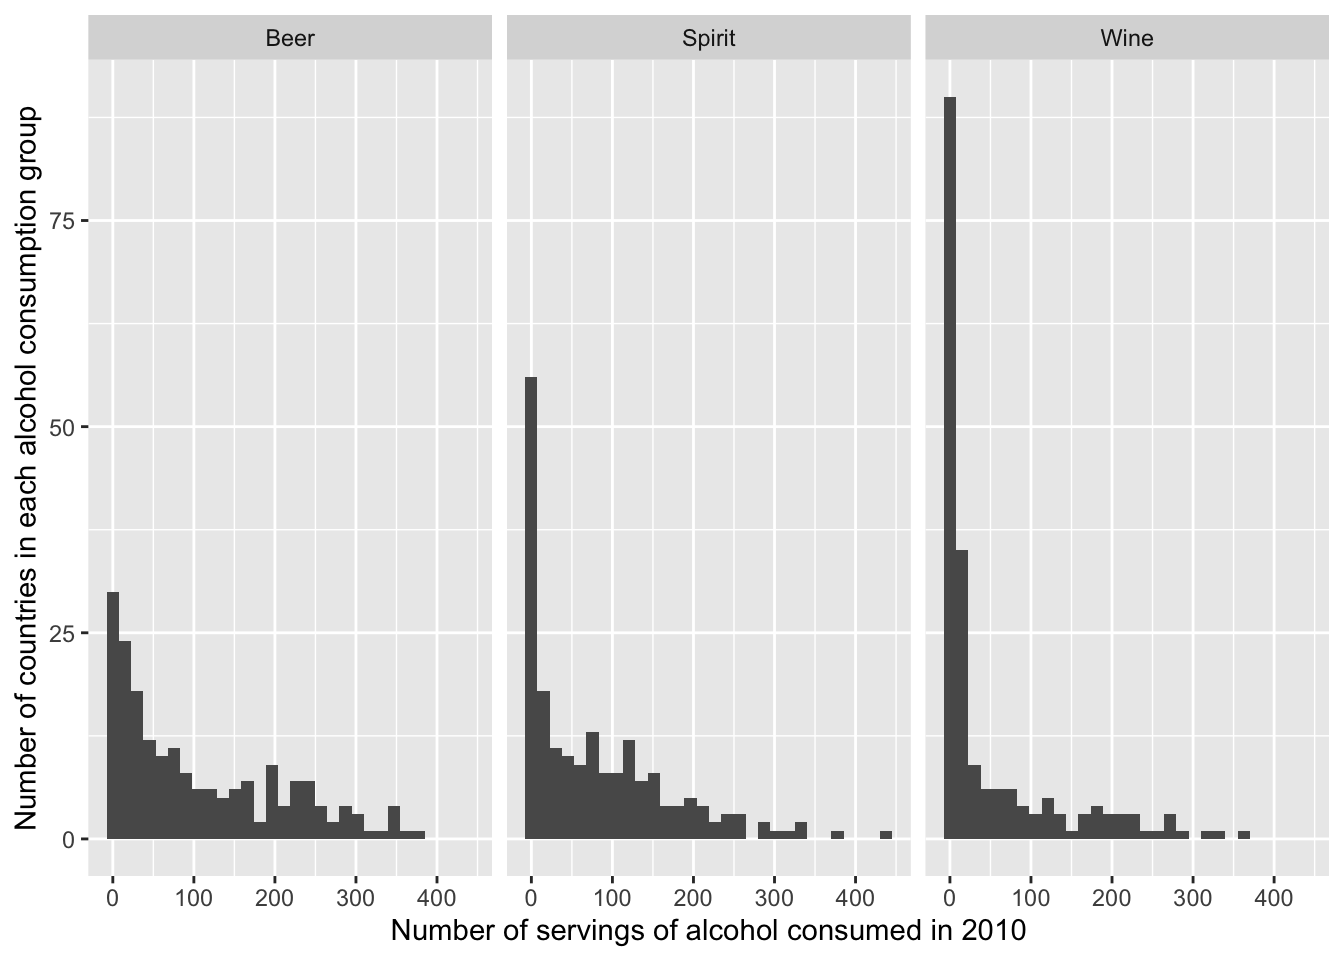 Beer Spirit Wine
Number of countries in each alcohol consumption group
75
50
25
0
0 100 200 300 400 0 100 200 300 400 0 100 200 300 400
Number of servings of alcohol consumed in 2010